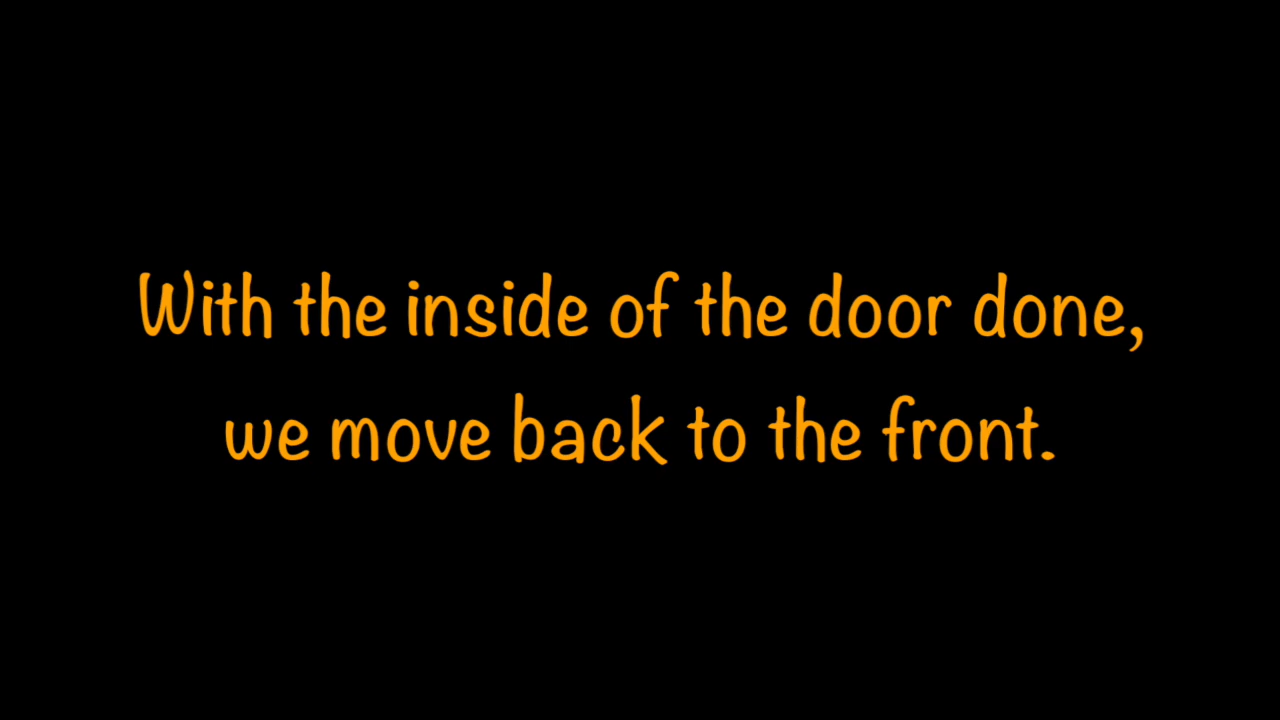 With the inside of the door done,
we move back to the front.